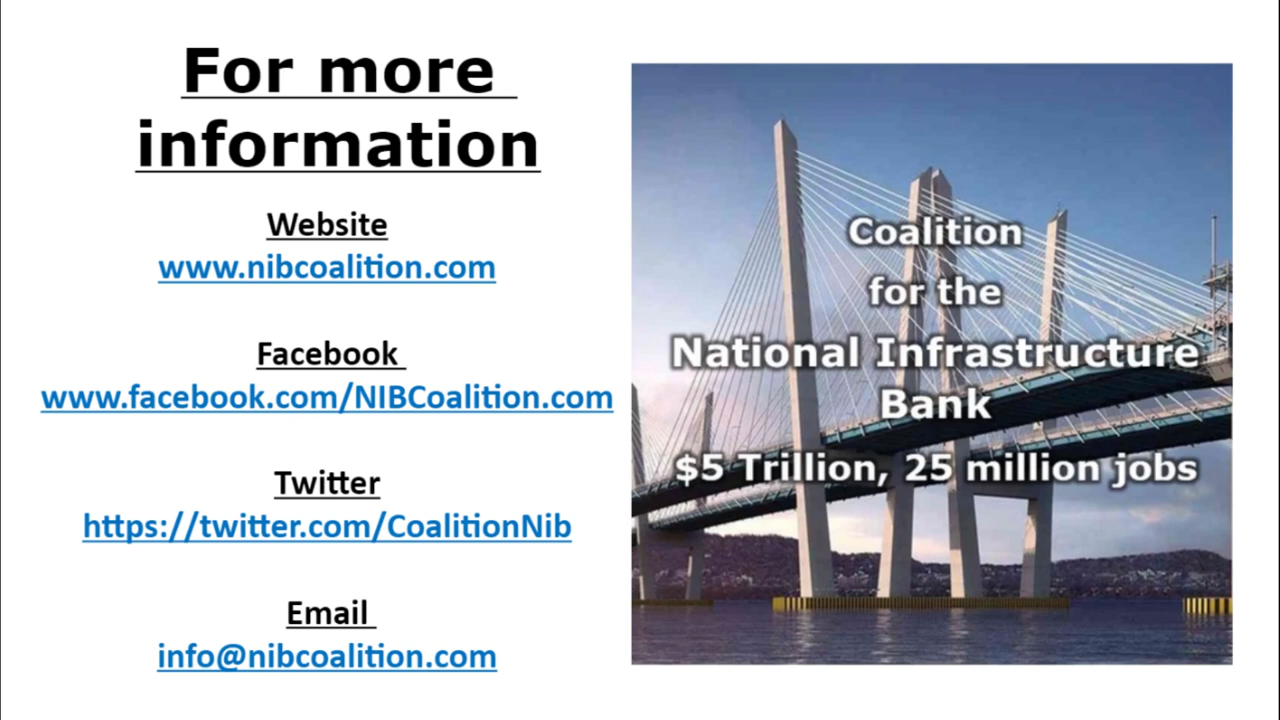 For more
information
Website
www.nibcoalition.com
Facebook
www.facebook.com/NIBCoalition.com
Twitter
https://twitter.com/CoalitionNib
Email
info@nibcoalition.com
Coalition
for the
National Infrastructure
Bank
$5 Trillion, 25 million jobs